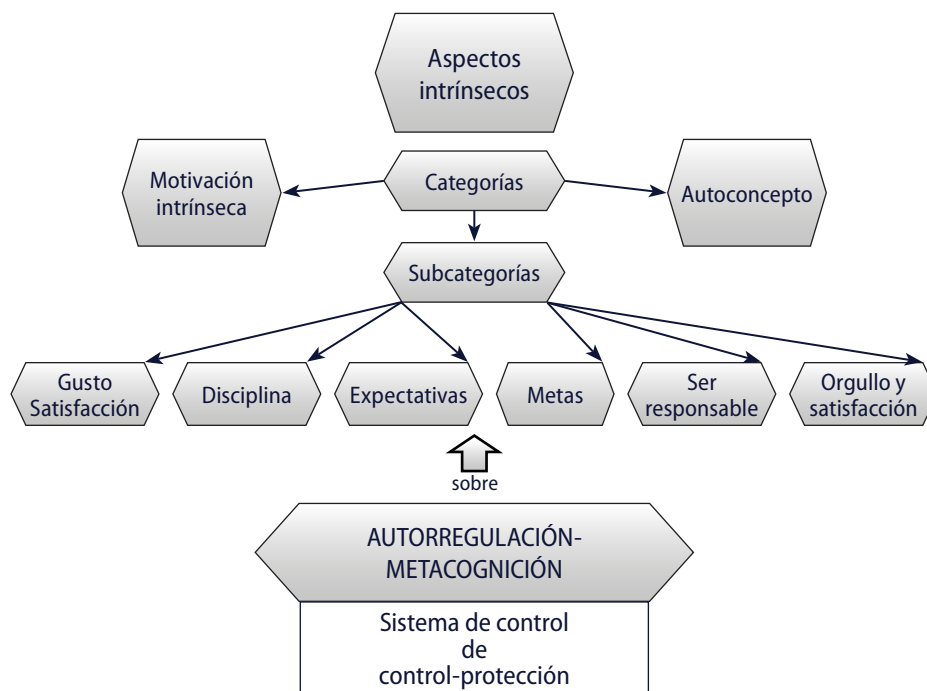 Aspectos
intrínsecos
Motivación
intrínseca
Categorías
Autoconcepto
Subcategorías
Gusto
Satisfacción
Disciplina
Expectativas
Metas
Ser
responsable
Orgullo y
satisfacción
sobre
AUTORREGULACIÓN-
METACOGNICIÓN
Sistema de control
de
control-protección